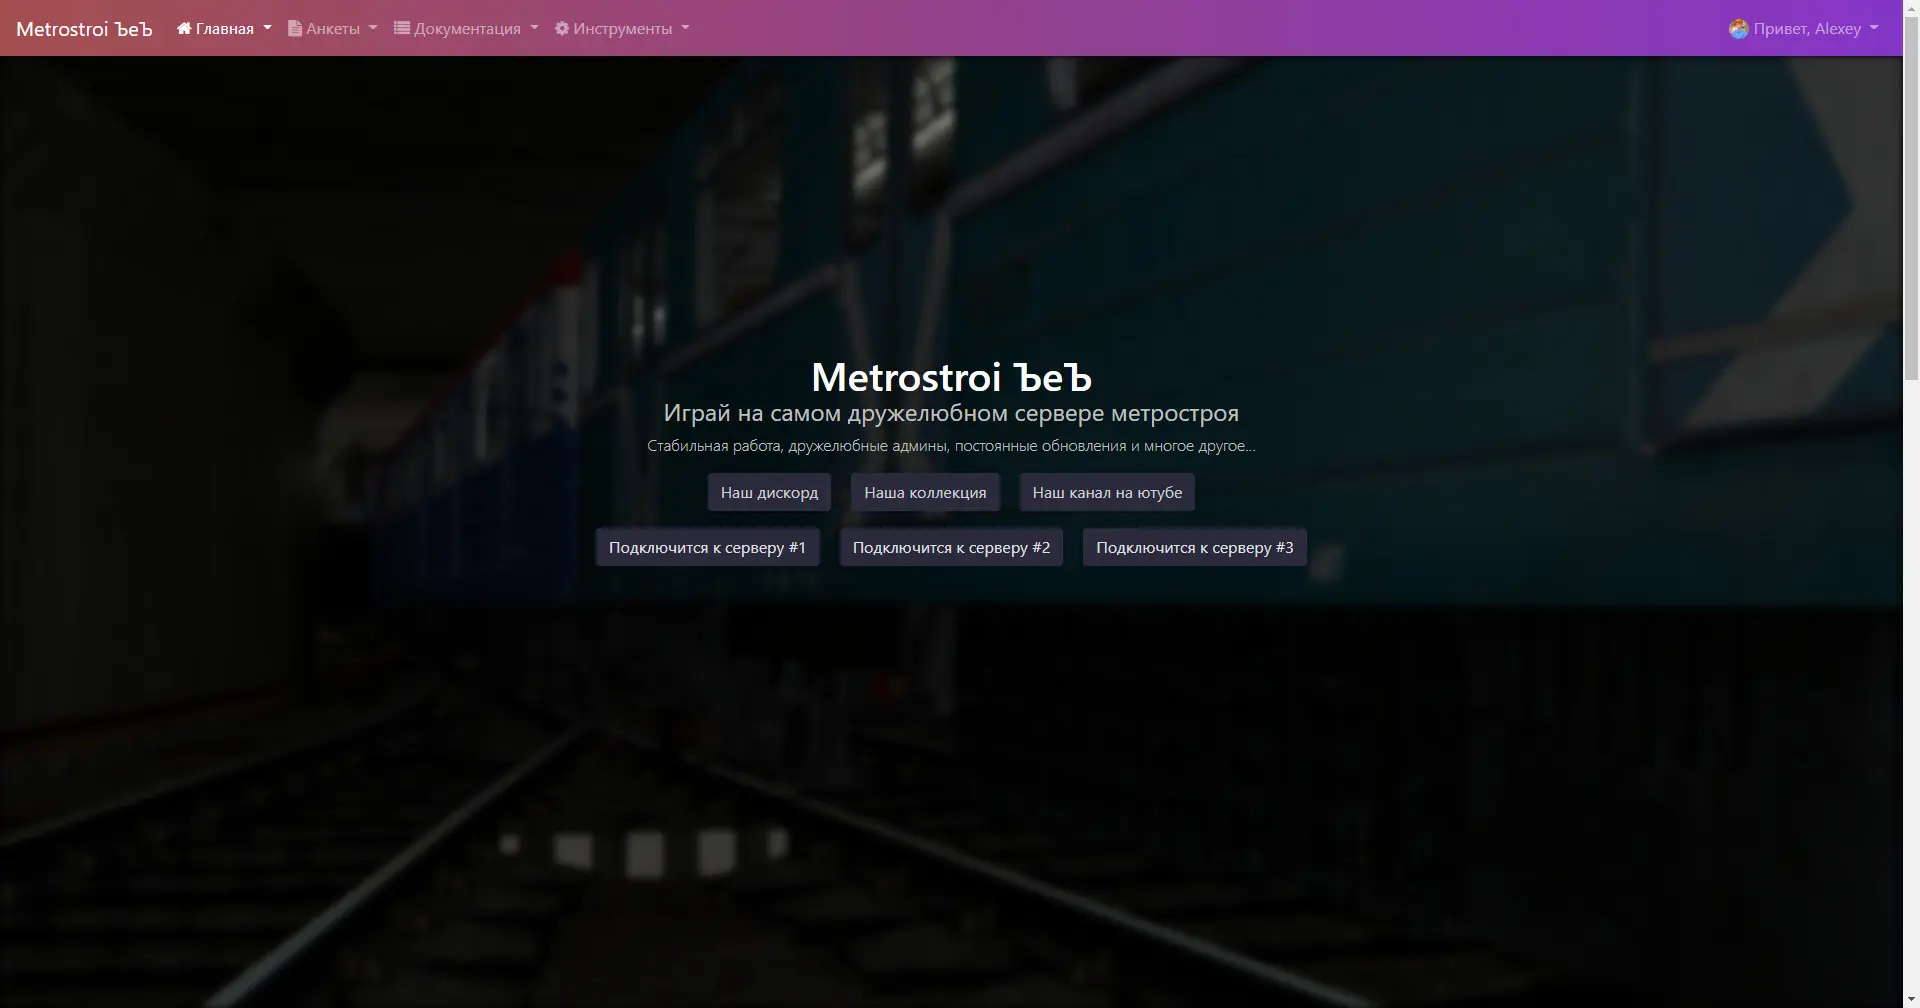 Metrostroi ЪеЪ Главная Анкеты Документация Инструменты Привет, Alexey
Metrostroi ЪеЪ
Играй на самом дружелюбном сервере метростроя
Стабильная работа, дружелюбные админы, постоянные обновления и многое другое...
Наш дискорд Наша коллекция Наш канал на ютубе
Подключится к серверу #1 Подключится к серверу #2 Подключится к серверу #3